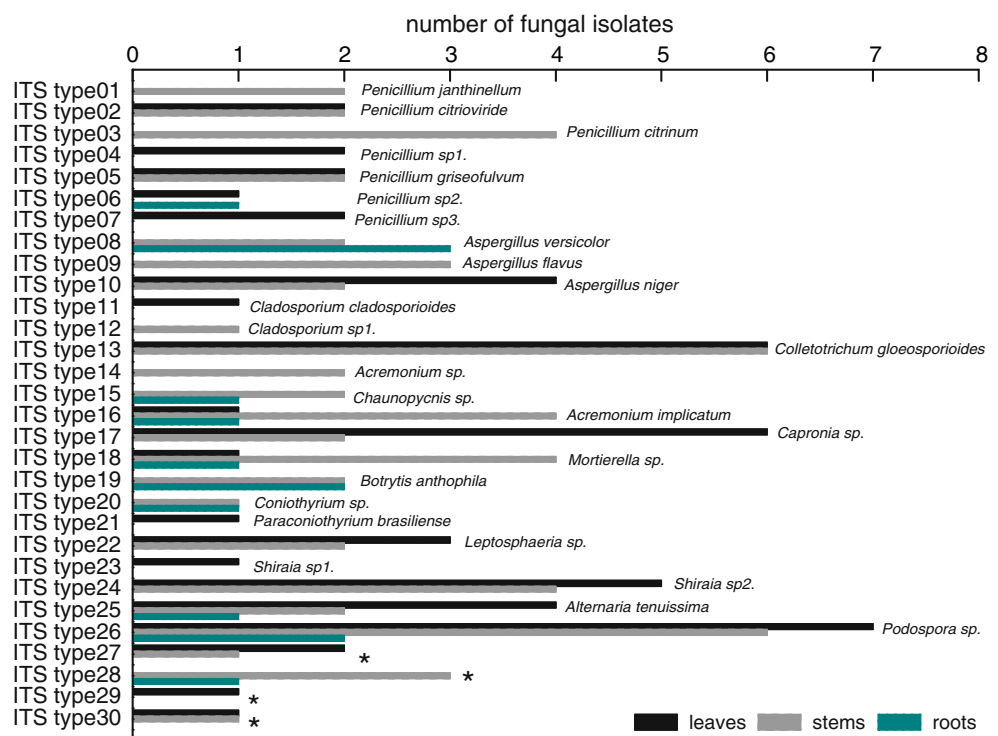 number of fungal isolates
0 1 2 3 4 5 6 7 8
ITS type01 Penicillium janthinellum
ITS type02 Penicillium citrioviride
ITS type03 Penicillium citrinum
ITS type04 Penicillium sp1.
ITS type05 Penicillium griseofulvum
ITS type06 Penicillium sp2.
ITS type07 Penicillium sp3.
ITS type08 Aspergillus versicolor
ITS type09 Aspergillus flavus
ITS type10 Aspergillus niger
ITS type11 Cladosporium cladosporioides
ITS type12 Cladosporium sp1.
ITS type13 Colletotrichum gloeosporioides
ITS type14 Acremonium sp.
ITS type15 Chaunopycnis sp.
ITS type16 Acremonium implicatum
ITS type17 Capronia sp.
ITS type18 Mortierella sp.
ITS type19 Botrytis anthophila
ITS type20 Coniothyrium sp.
ITS type21 Paraconiothyrium brasiliense
ITS type22 Leptosphaeria sp.
ITS type23 Shiraia sp1.
ITS type24 Shiraia sp2.
ITS type25 Alternaria tenuissima
ITS type26 Podospora sp.
ITS type27 *
ITS type28 *
ITS type29 *
ITS type30 *
leaves stems roots